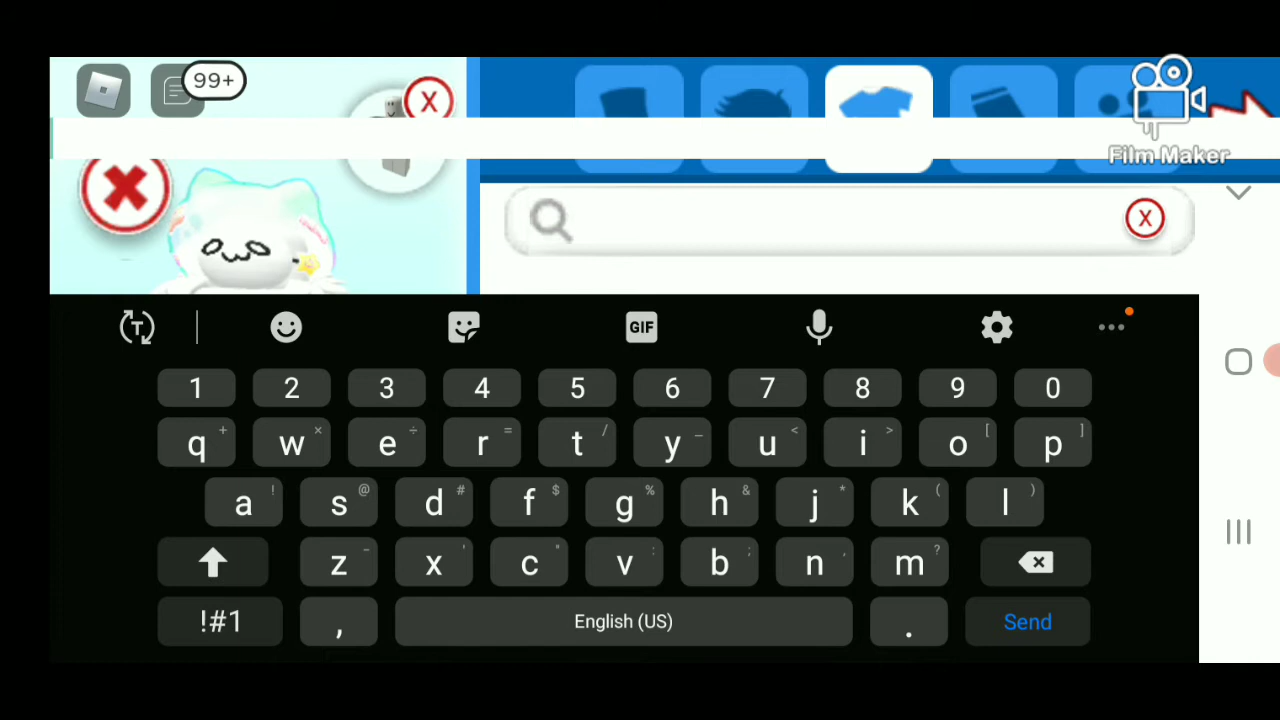 99+
X
Film Maker
X
T
GIF
1 2 3 4 5 6 7 8 9 0
q + w × e ÷ r = t / y _ u < i > o [ p ]
a ! s @ d # f $ g % h & j * k ( l )
z - x ' c " v : b ; n , m ?
!#1 , English (US) . Send